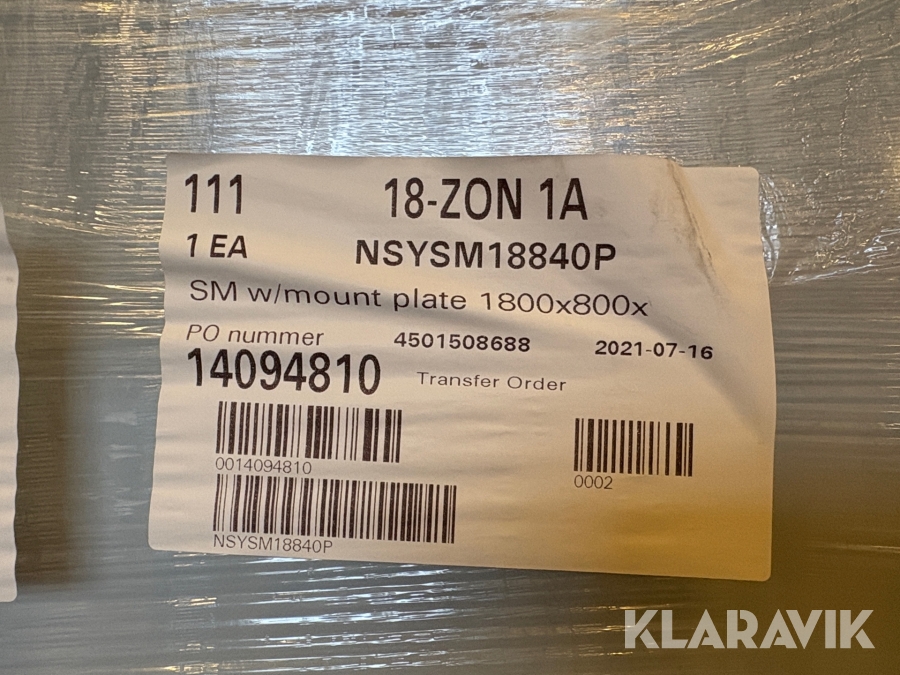 111 18-ZON 1A
1 EA NSYSM18840P
SM w/mount plate 1800x800x
PO nummer 4501508688 2021-07-16
14094810 Transfer Order
0014094810 0002
NSYSM18840P
KLARAVIK